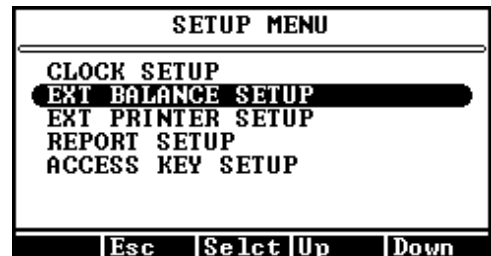 SETUP MENU
CLOCK SETUP
EXT BALANCE SETUP
EXT PRINTER SETUP
REPORT SETUP
ACCESS KEY SETUP
Esc Selct Up Down